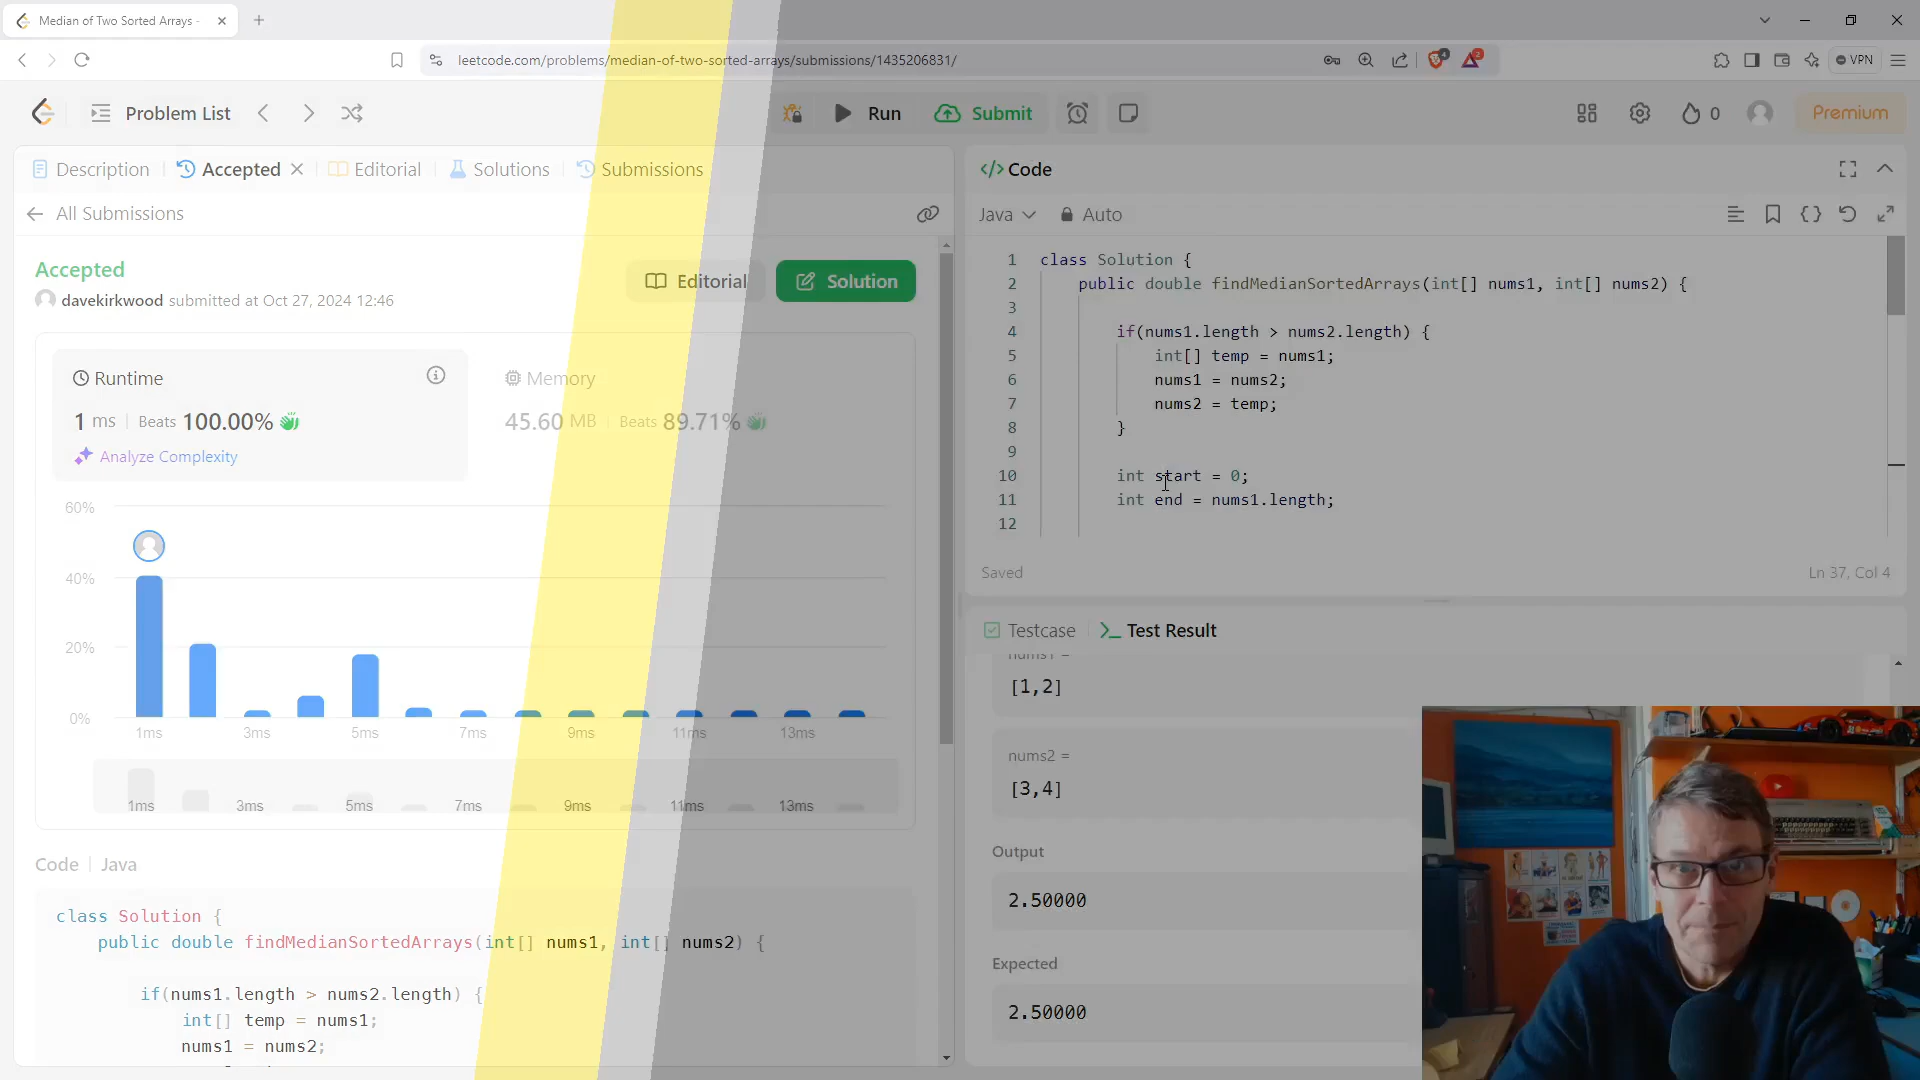 Median of Two Sorted Arrays -
leetcode.com/problems/median-of-two-sorted-arrays/submissions/1435206831/
4
2
VPN
Problem List
Run
Submit
0
Premium
Description
Accepted
Editorial
Solutions
Submissions
All Submissions
Accepted
davekirkwood submitted at Oct 27, 2024 12:46
Editorial
Solution
Runtime
1 ms | Beats 100.00%
Analyze Complexity
Memory
45.60 MB | Beats 89.71%
60%
40%
20%
0%
1ms 3ms 5ms 7ms 9ms 11ms 13ms
1ms 3ms 5ms 7ms 9ms 11ms 13ms
Code | Java
class Solution {
public double findMedianSortedArrays(int[] nums1, int[] nums2) {
if(nums1.length > nums2.length) {
int[] temp = nums1;
nums1 = nums2;
</> Code
Java
Auto
1 class Solution {
2 public double findMedianSortedArrays(int[] nums1, int[] nums2) {
3
4 if(nums1.length > nums2.length) {
5 int[] temp = nums1;
6 nums1 = nums2;
7 nums2 = temp;
8 }
9
10 int start = 0;
11 int end = nums1.length;
12
Saved
Ln 37, Col 4
Testcase
Test Result
nums1 =
[1,2]
nums2 =
[3,4]
Output
2.50000
Expected
2.50000